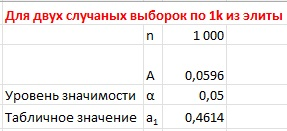 Для двух случаных выборок по 1k из элиты
n 1 000
A 0,0596
Уровень значимости α 0,05
Табличное значение a₁ 0,4614